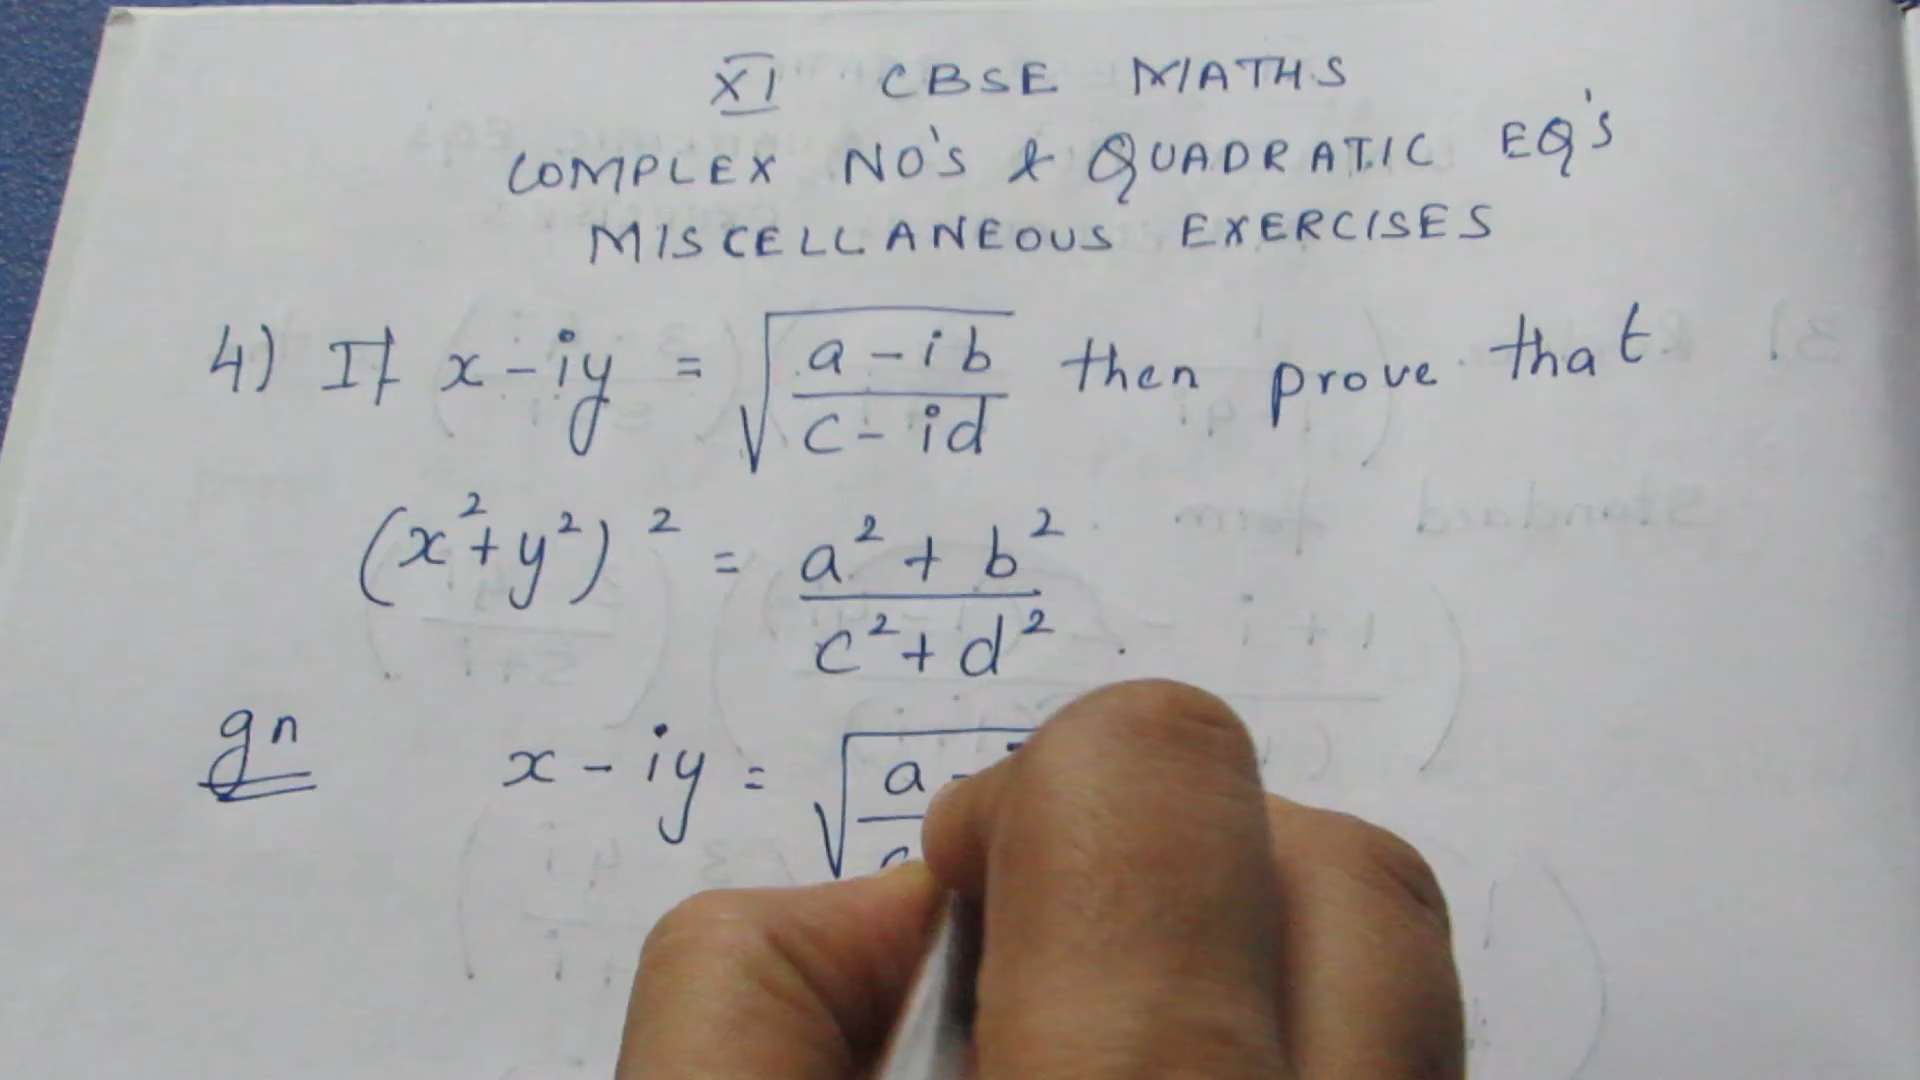 XI CBSE MATHS
COMPLEX NO'S & QUADRATIC EQ'S
MISCELLANEOUS EXERCISES
4) If x - iy = √((a - ib)/(c - id)) then prove that
(x² + y²)² = (a² + b²)/(c² + d²).
gn x - iy = √(a - / c